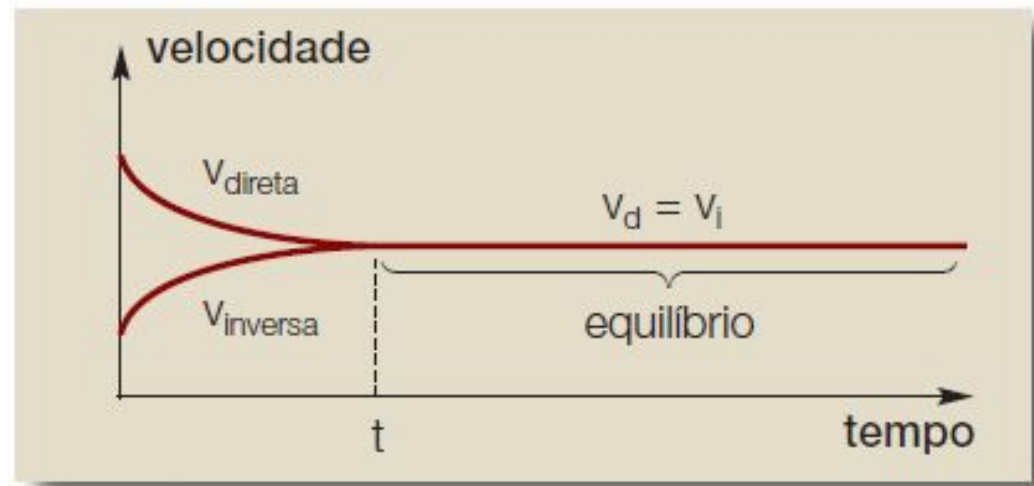 velocidade
Vdireta
Vd = Vi
Vinversa
equilíbrio
t
tempo